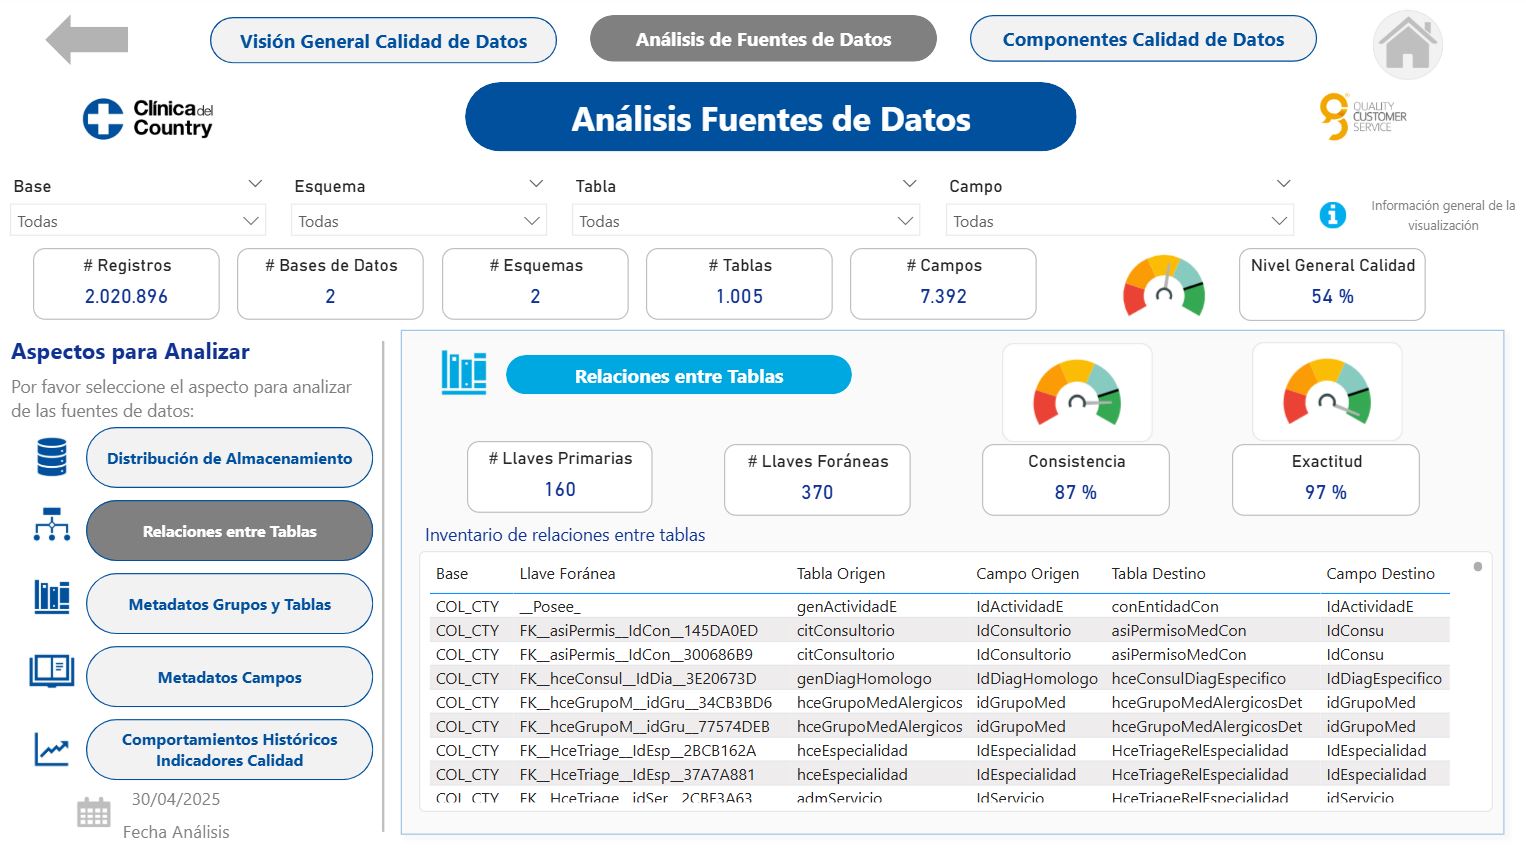 Visión General Calidad de Datos
Análisis de Fuentes de Datos
Componentes Calidad de Datos
Clínica del
Country
Análisis Fuentes de Datos
QUALITY
CUSTOMER
SERVICE
Base
Esquema
Tabla
Campo
Todas
Todas
Todas
Todas
Información general de la
visualización
# Registros
2.020.896
# Bases de Datos
2
# Esquemas
2
# Tablas
1.005
# Campos
7.392
Nivel General Calidad
54 %
Aspectos para Analizar
Por favor seleccione el aspecto para analizar
de las fuentes de datos:
Distribución de Almacenamiento
Relaciones entre Tablas
Metadatos Grupos y Tablas
Metadatos Campos
Comportamientos Históricos
Indicadores Calidad
30/04/2025
Fecha Análisis
Relaciones entre Tablas
# Llaves Primarias
160
# Llaves Foráneas
370
Consistencia
87 %
Exactitud
97 %
Inventario de relaciones entre tablas
Base Llave Foránea Tabla Origen Campo Origen Tabla Destino Campo Destino
COL_CTY __Posee_ genActividadE IdActividadE conEntidadCon IdActividadE
COL_CTY FK__asiPermis__IdCon__145DA0ED citConsultorio IdConsultorio asiPermisoMedCon IdConsu
COL_CTY FK__asiPermis__IdCon__300686B9 citConsultorio IdConsultorio asiPermisoMedCon IdConsu
COL_CTY FK__hceConsul__IdDia__3E20673D genDiagHomologo IdDiagHomologo hceConsulDiagEspecifico IdDiagEspecifico
COL_CTY FK__hceGrupoM__idGru__34CB3BD6 hceGrupoMedAlergicos idGrupoMed hceGrupoMedAlergicosDet idGrupoMed
COL_CTY FK__hceGrupoM__idGru__77574DEB hceGrupoMedAlergicos idGrupoMed hceGrupoMedAlergicosDet idGrupoMed
COL_CTY FK__HceTriage__IdEsp__2BCB162A hceEspecialidad IdEspecialidad HceTriageRelEspecialidad IdEspecialidad
COL_CTY FK__HceTriage__IdEsp__37A7A881 hceEspecialidad IdEspecialidad HceTriageRelEspecialidad IdEspecialidad
COL_CTY FK__HceTriage__idSer__2CBF3A63 admServicio IdServicio HceTriageRelEspecialidad idServicio